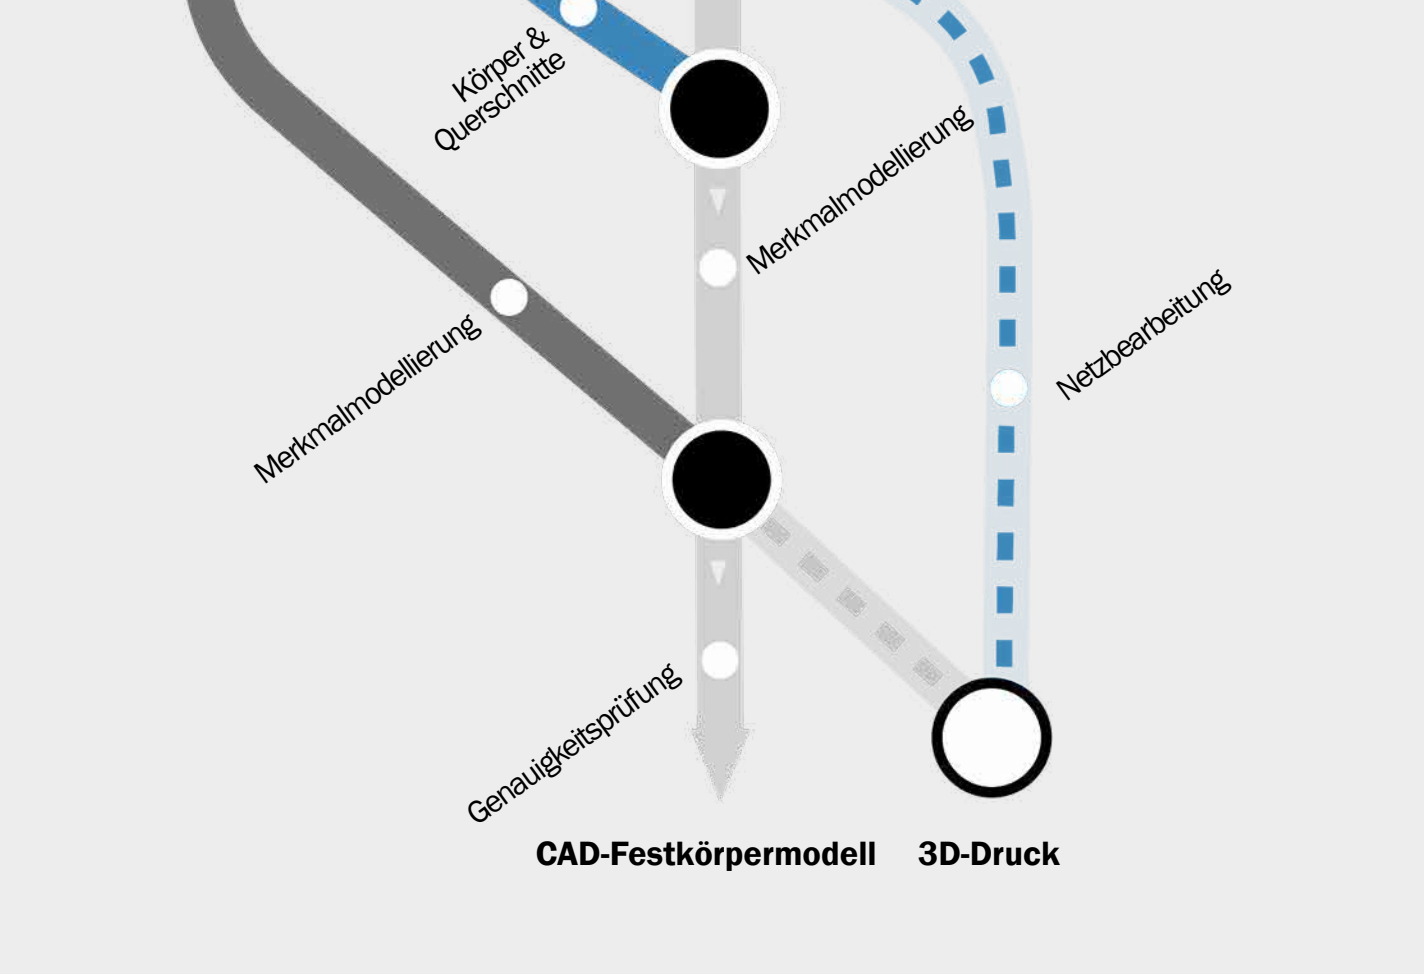 Körper &
Querschnitte
Merkmalmodellierung
Netzbearbeitung
Merkmalmodellierung
Genauigkeitsprüfung
CAD-Festkörpermodell
3D-Druck